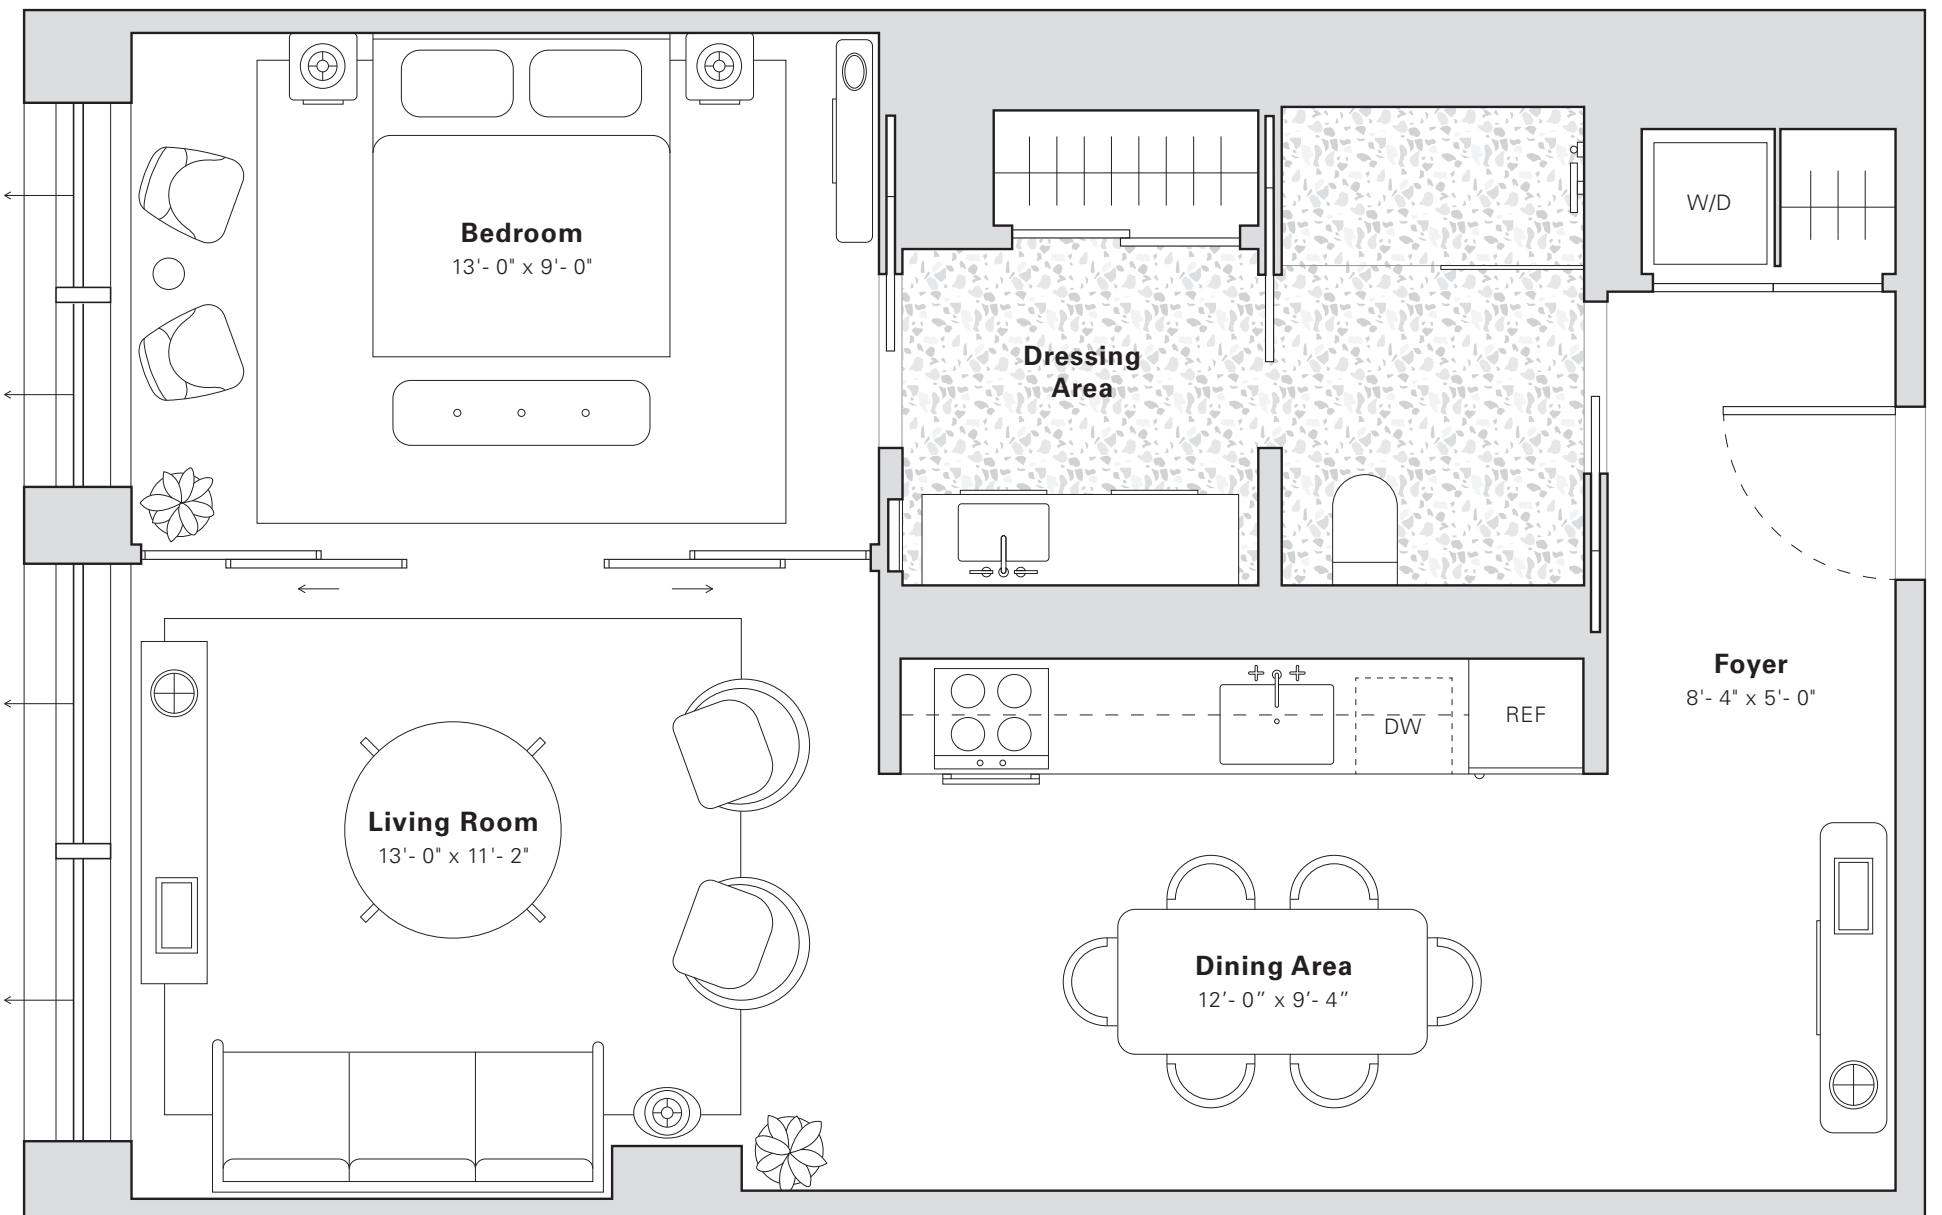 W/D
Bedroom
13'- 0" x 9'- 0"
Dressing
Area
Foyer
8'- 4" x 5'- 0"
DW
REF
Living Room
13'- 0" x 11'- 2"
Dining Area
12’- 0” x 9’- 4”